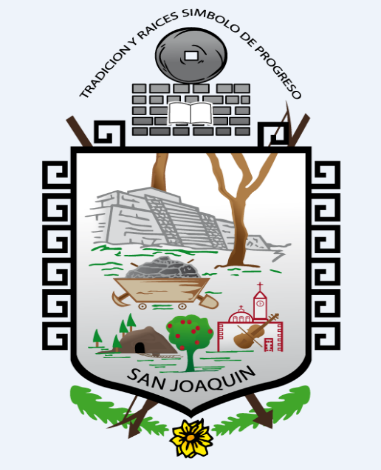 TRADICION Y RAICES SIMBOLO DE PROGRESO
SAN JOAQUIN